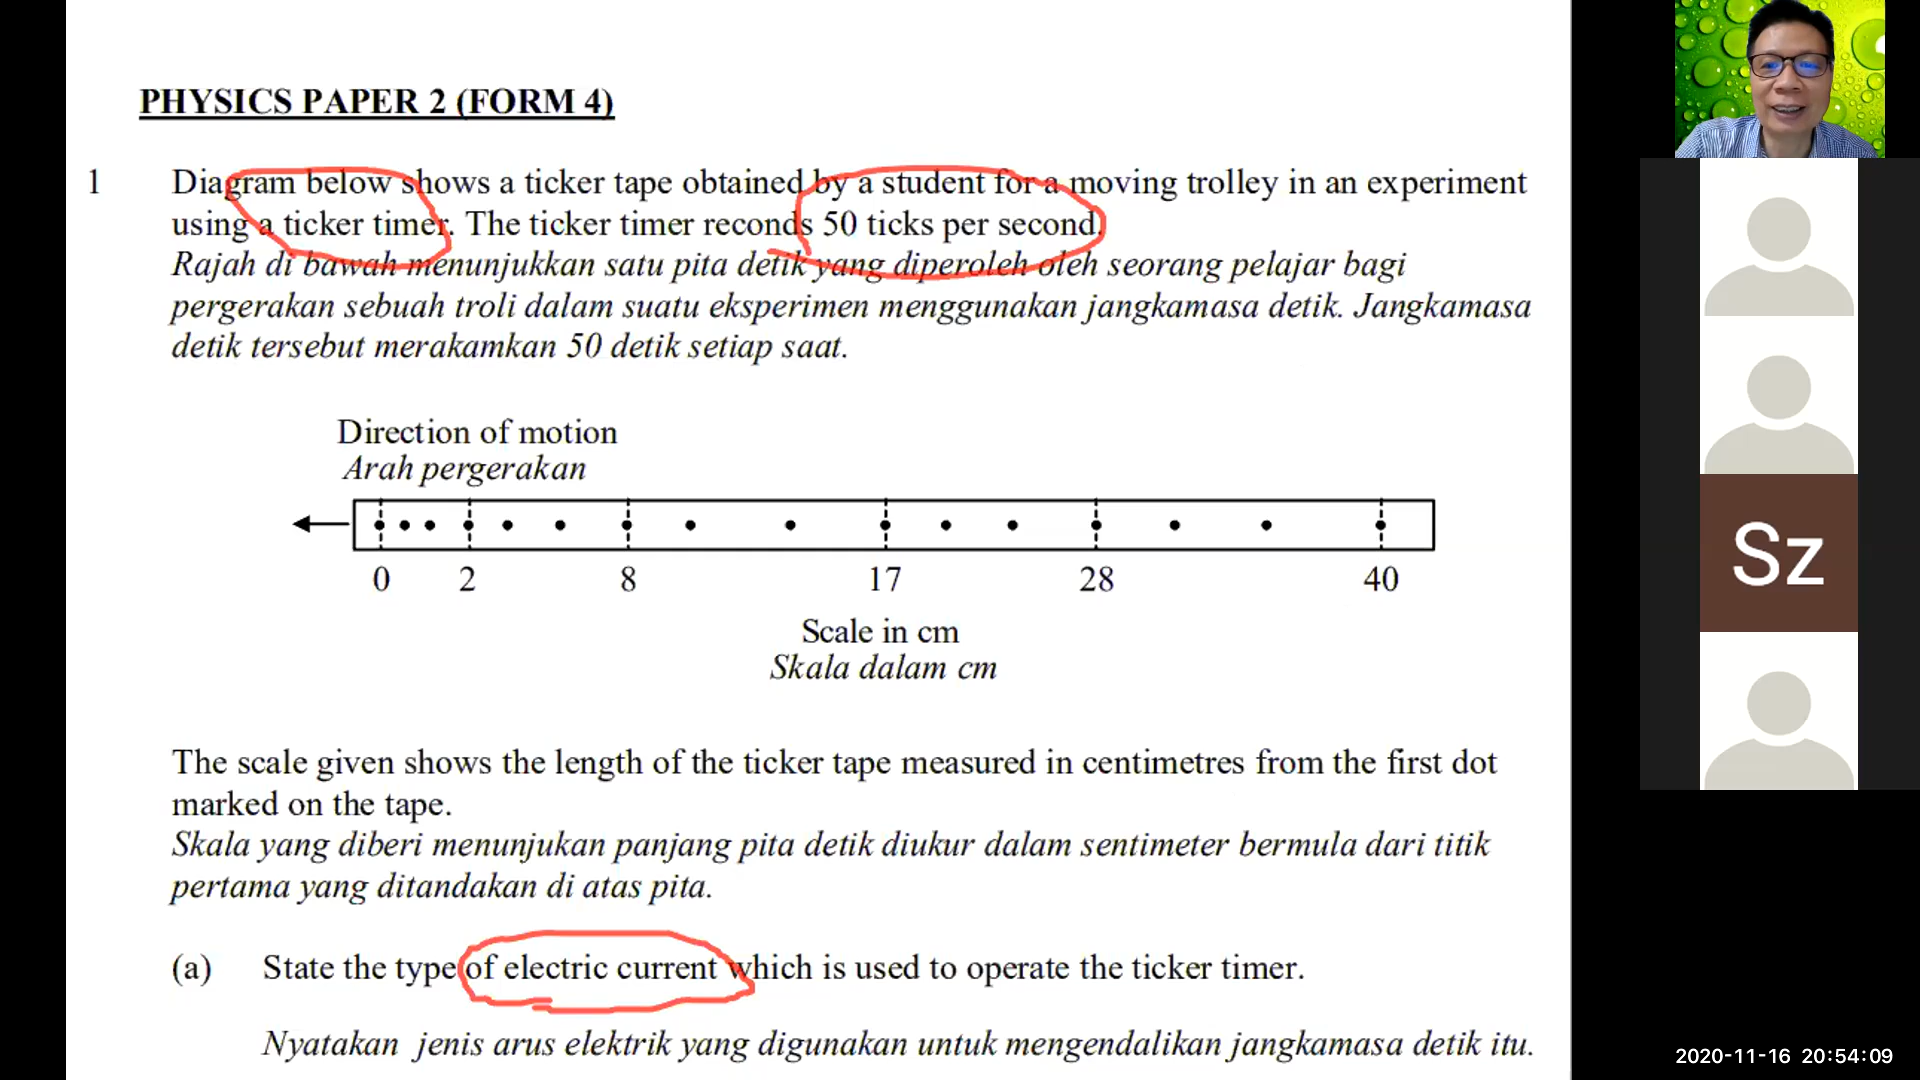 PHYSICS PAPER 2 (FORM 4)
1 Diagram below shows a ticker tape obtained by a student for a moving trolley in an experiment
using a ticker timer. The ticker timer reconds 50 ticks per second.
Rajah di bawah menunjukkan satu pita detik yang diperoleh oleh seorang pelajar bagi
pergerakan sebuah troli dalam suatu eksperimen menggunakan jangkamasa detik. Jangkamasa
detik tersebut merakamkan 50 detik setiap saat.
Direction of motion
Arah pergerakan
0 2 8 17 28 40
Scale in cm
Skala dalam cm
The scale given shows the length of the ticker tape measured in centimetres from the first dot
marked on the tape.
Skala yang diberi menunjukan panjang pita detik diukur dalam sentimeter bermula dari titik
pertama yang ditandakan di atas pita.
(a) State the type of electric current which is used to operate the ticker timer.
Nyatakan jenis arus elektrik yang digunakan untuk mengendalikan jangkamasa detik itu.
Sz
2020-11-16 20:54:09